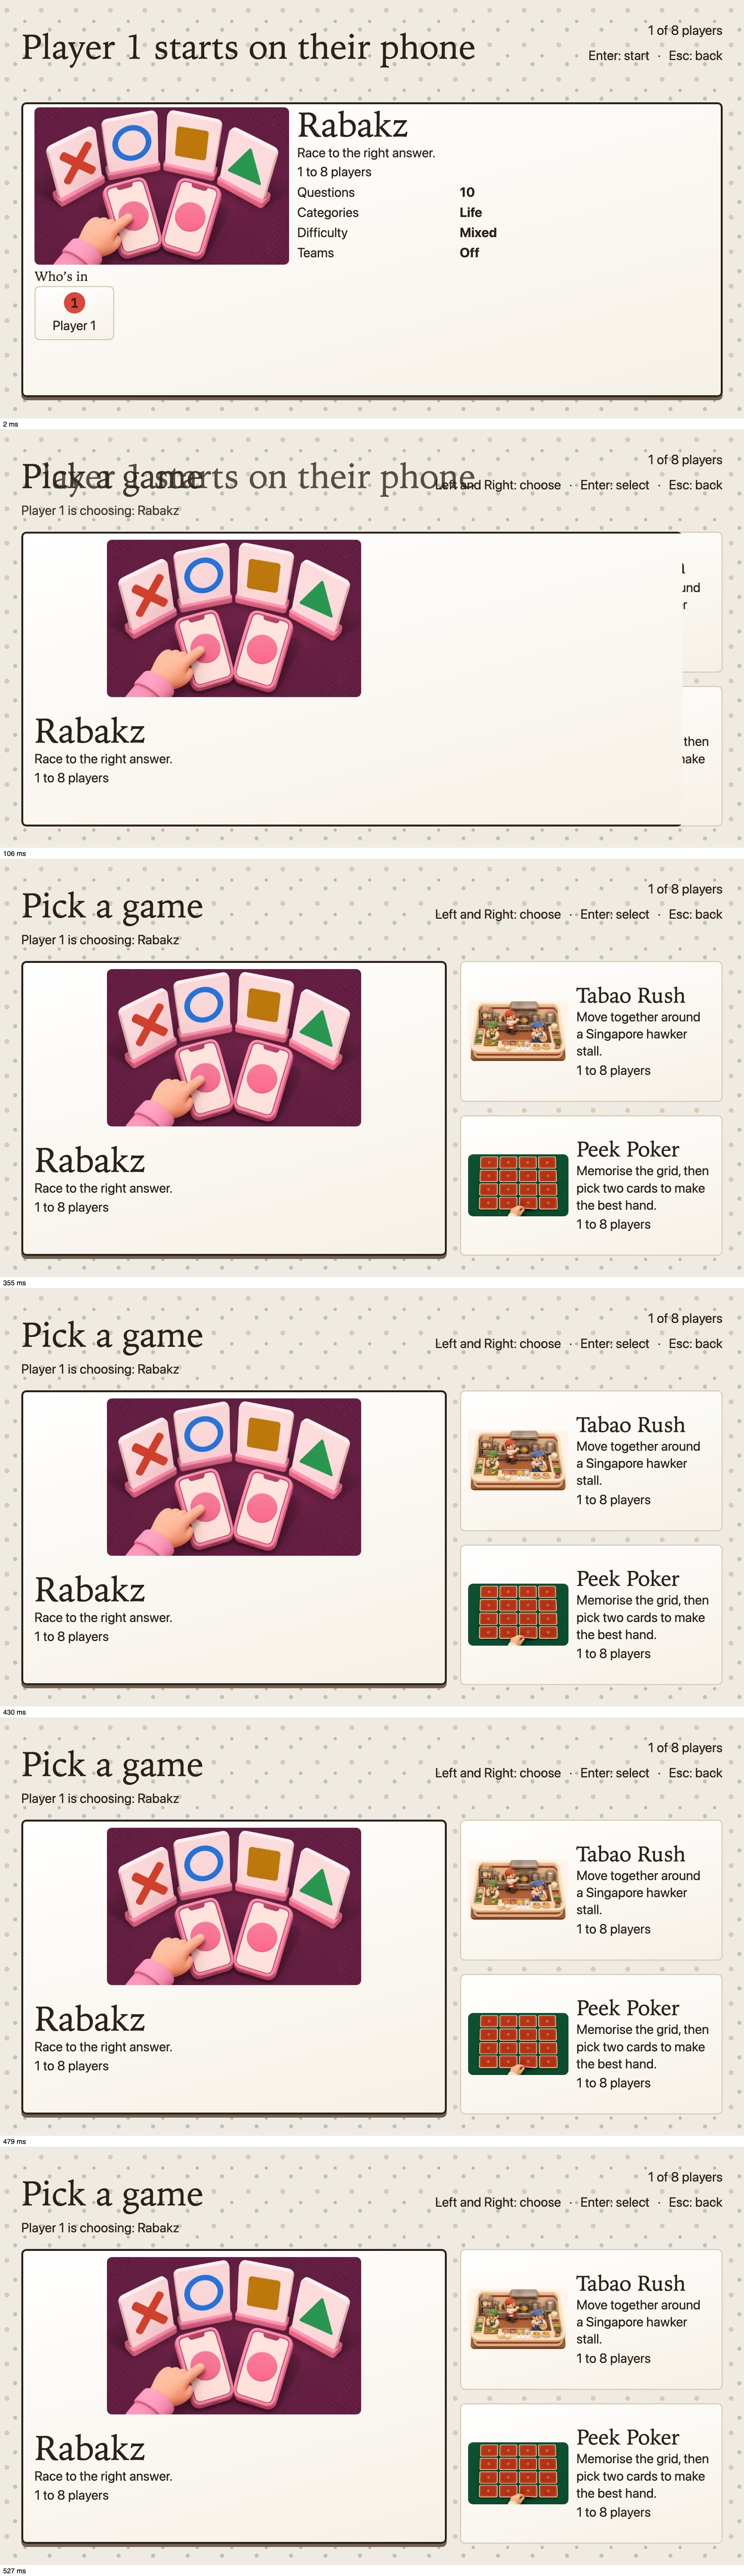 Player 1 starts on their phone
1 of 8 players
Enter: start · Esc: back
Rabakz
Race to the right answer.
1 to 8 players
Questions 10
Categories Life
Difficulty Mixed
Teams Off
Who's in
1
Player 1
2 ms
Pick a game
Player 1 starts on their phone
1 of 8 players
Left and Right: choose · Enter: select · Esc: back
Player 1 is choosing: Rabakz
Rabakz
Race to the right answer.
1 to 8 players
then
106 ms
Pick a game
1 of 8 players
Left and Right: choose · Enter: select · Esc: back
Player 1 is choosing: Rabakz
Rabakz
Race to the right answer.
1 to 8 players
Tabao Rush
Move together around
a Singapore hawker
stall.
1 to 8 players
Peek Poker
Memorise the grid, then
pick two cards to make
the best hand.
1 to 8 players
355 ms
Pick a game
1 of 8 players
Left and Right: choose · Enter: select · Esc: back
Player 1 is choosing: Rabakz
Rabakz
Race to the right answer.
1 to 8 players
Tabao Rush
Move together around
a Singapore hawker
stall.
1 to 8 players
Peek Poker
Memorise the grid, then
pick two cards to make
the best hand.
1 to 8 players
430 ms
Pick a game
1 of 8 players
Left and Right: choose · Enter: select · Esc: back
Player 1 is choosing: Rabakz
Rabakz
Race to the right answer.
1 to 8 players
Tabao Rush
Move together around
a Singapore hawker
stall.
1 to 8 players
Peek Poker
Memorise the grid, then
pick two cards to make
the best hand.
1 to 8 players
479 ms
Pick a game
1 of 8 players
Left and Right: choose · Enter: select · Esc: back
Player 1 is choosing: Rabakz
Rabakz
Race to the right answer.
1 to 8 players
Tabao Rush
Move together around
a Singapore hawker
stall.
1 to 8 players
Peek Poker
Memorise the grid, then
pick two cards to make
the best hand.
1 to 8 players
527 ms